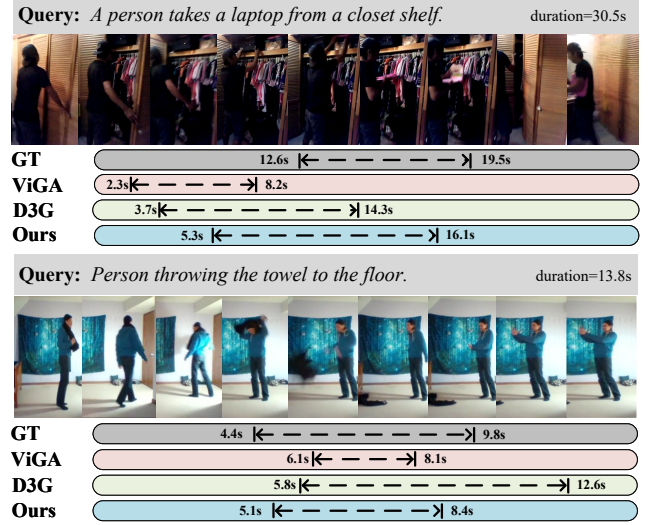 Query: A person takes a laptop from a closet shelf. duration=30.5s
GT 12.6s 19.5s
ViGA 2.3s 8.2s
D3G 3.7s 14.3s
Ours 5.3s 16.1s
Query: Person throwing the towel to the floor. duration=13.8s
GT 4.4s 9.8s
ViGA 6.1s 8.1s
D3G 5.8s 12.6s
Ours 5.1s 8.4s